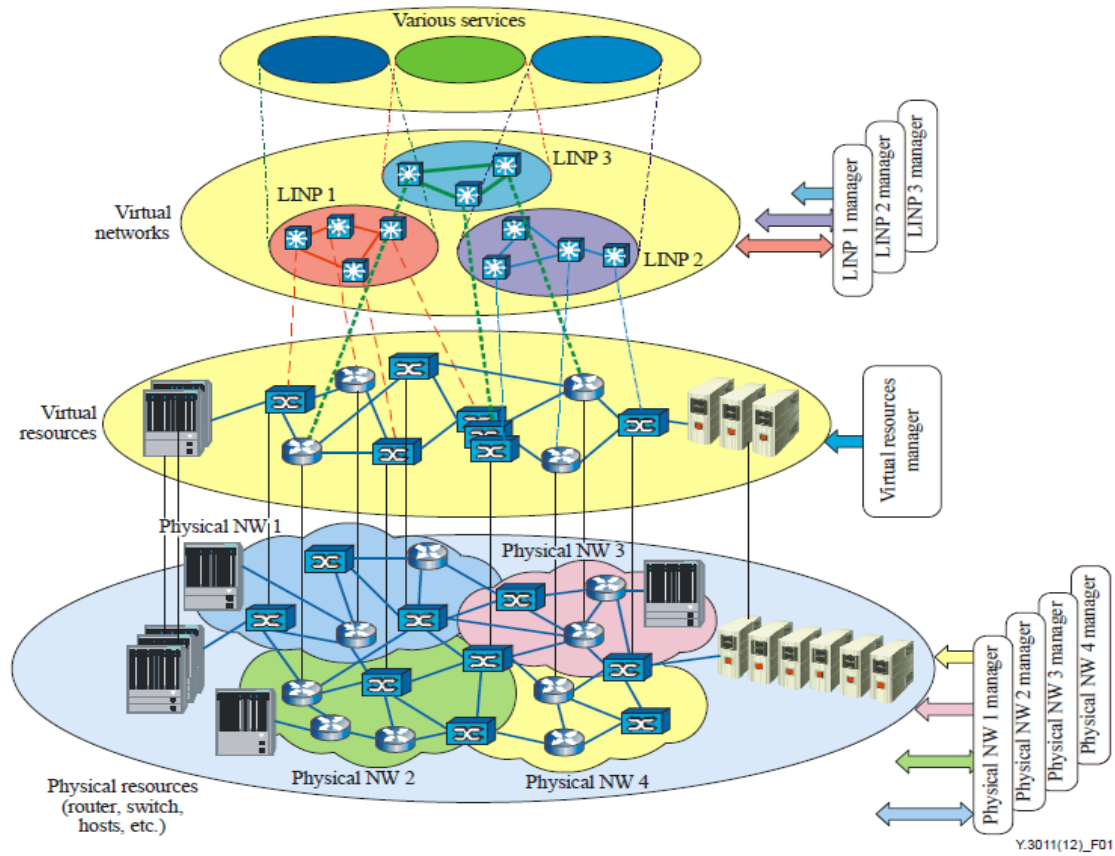 Various services
LINP 3
LINP 1
Virtual
networks
LINP 2
LINP 1 manager
LINP 2 manager
LINP 3 manager
Virtual
resources
Virtual resources
manager
Physical NW 1
Physical NW 3
Physical NW 2
Physical NW 4
Physical resources
(router, switch,
hosts, etc.)
Physical NW 1 manager
Physical NW 2 manager
Physical NW 3 manager
Physical NW 4 manager
Y.3011(12)_F01